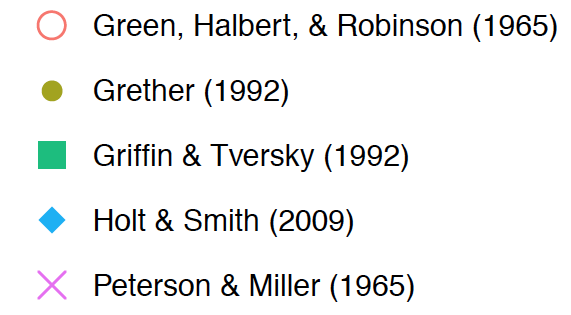 Green, Halbert, & Robinson (1965)
Grether (1992)
Griffin & Tversky (1992)
Holt & Smith (2009)
Peterson & Miller (1965)